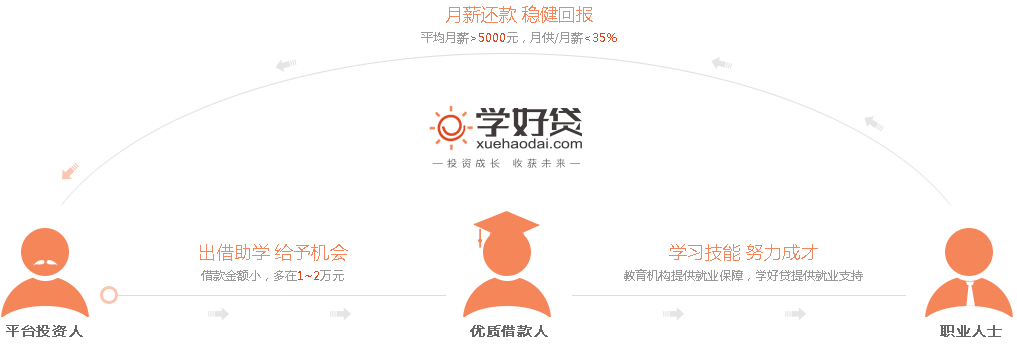 月薪还款 稳健回报
平均月薪>5000元，月供/月薪<35%
学好贷
xuehaodai.com
—投资成长 收获未来—
出借助学 给予机会
借款金额小，多在1~2万元
学习技能 努力成才
教育机构提供就业保障，学好贷提供就业支持
平台投资人
优质借款人
职业人士